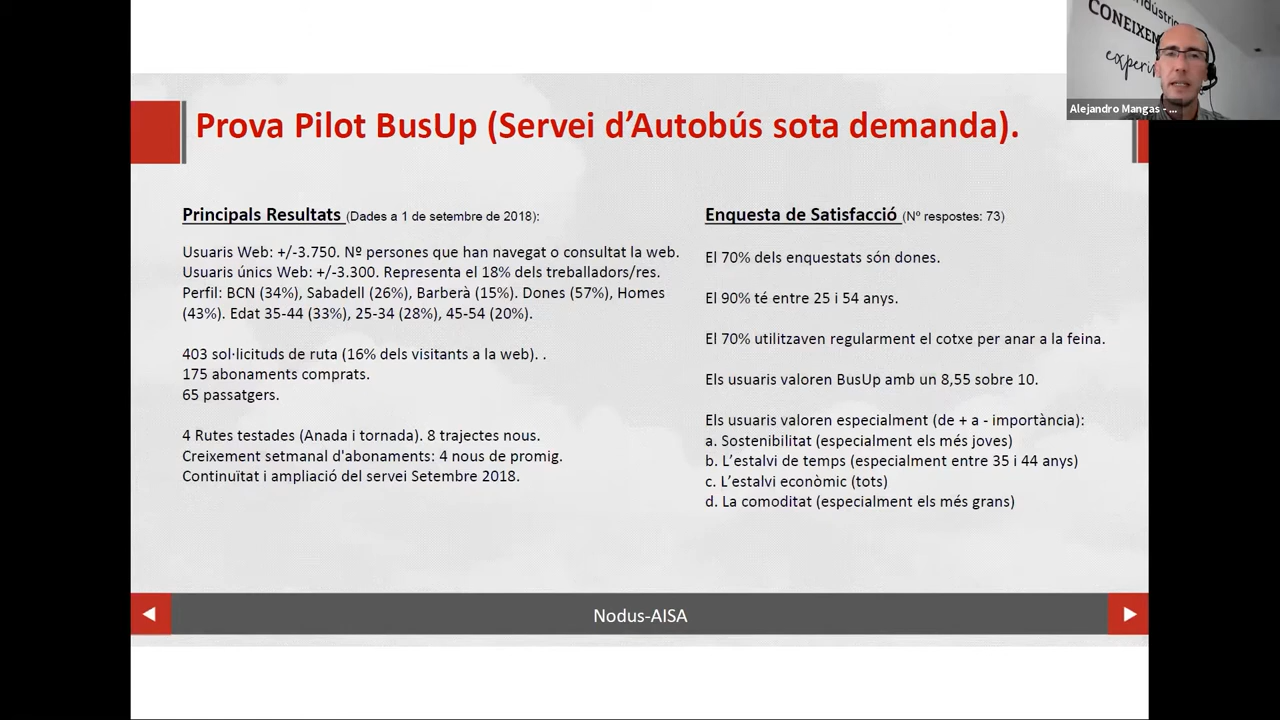 indústri
CONEIXEM
experi
Alejandro Mangas - ...
Prova Pilot BusUp (Servei d’Autobús sota demanda).
Principals Resultats (Dades a 1 de setembre de 2018):
Usuaris Web: +/-3.750. Nº persones que han navegat o consultat la web.
Usuaris únics Web: +/-3.300. Representa el 18% dels treballadors/res.
Perfil: BCN (34%), Sabadell (26%), Barberà (15%). Dones (57%), Homes
(43%). Edat 35-44 (33%), 25-34 (28%), 45-54 (20%).
403 sol·licituds de ruta (16% dels visitants a la web). .
175 abonaments comprats.
65 passatgers.
4 Rutes testades (Anada i tornada). 8 trajectes nous.
Creixement setmanal d'abonaments: 4 nous de promig.
Continuïtat i ampliació del servei Setembre 2018.
Enquesta de Satisfacció (Nº respostes: 73)
El 70% dels enquestats són dones.
El 90% té entre 25 i 54 anys.
El 70% utilitzaven regularment el cotxe per anar a la feina.
Els usuaris valoren BusUp amb un 8,55 sobre 10.
Els usuaris valoren especialment (de + a - importància):
a. Sostenibilitat (especialment els més joves)
b. L’estalvi de temps (especialment entre 35 i 44 anys)
c. L’estalvi econòmic (tots)
d. La comoditat (especialment els més grans)
Nodus-AISA